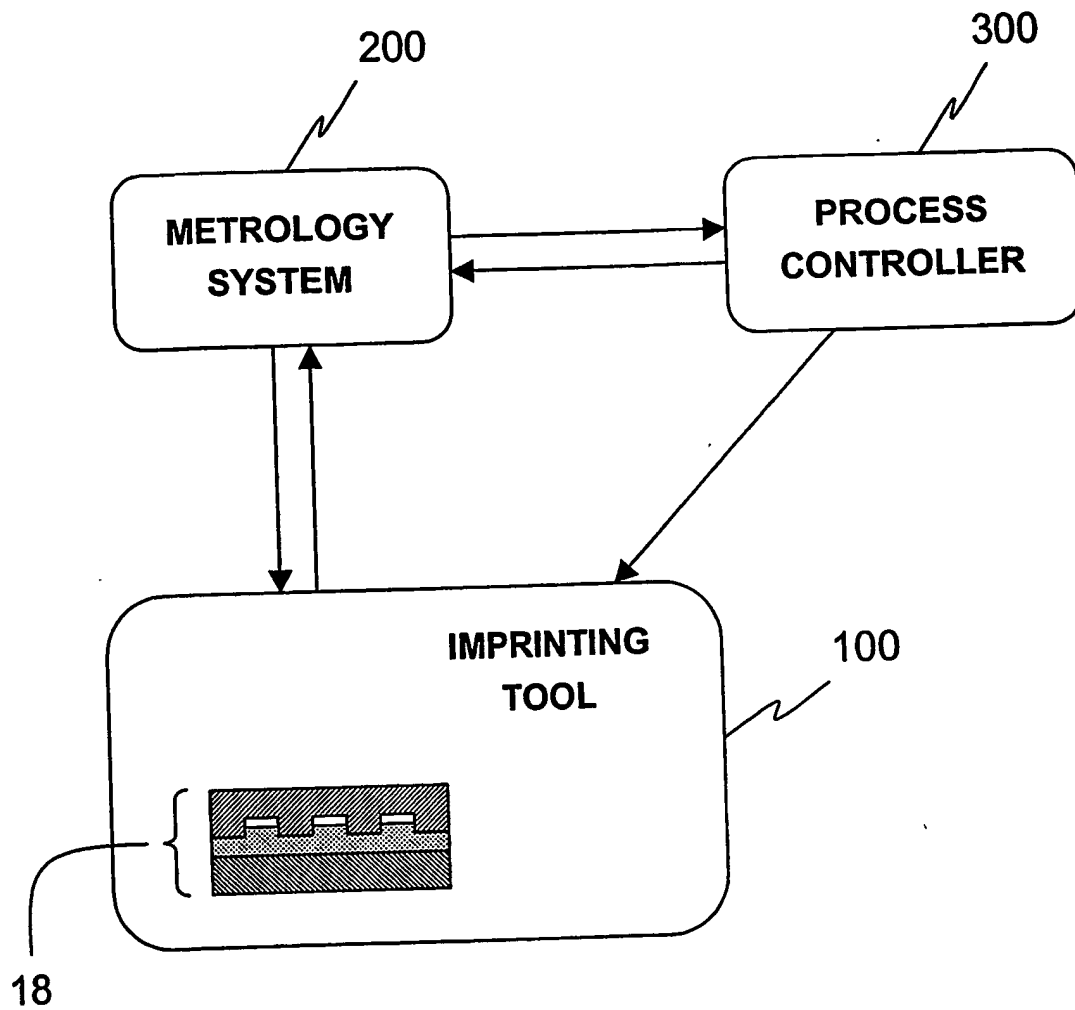 200
300
METROLOGY
SYSTEM
PROCESS
CONTROLLER
IMPRINTING
TOOL
100
18